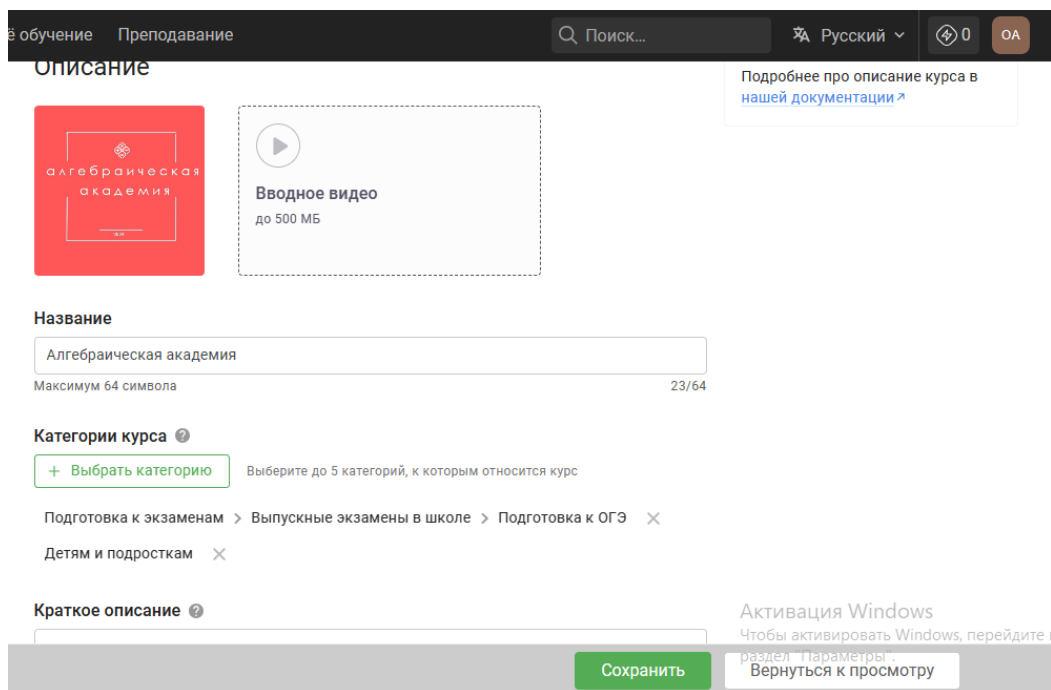 ё обучение Преподавание Поиск... Русский 0 ОА
Описание
Подробнее про описание курса в
нашей документации
алгебраическая
академия
Вводное видео
до 500 МБ
Название
Алгебраическая академия
Максимум 64 символа 23/64
Категории курса
+ Выбрать категорию Выберите до 5 категорий, к которым относится курс
Подготовка к экзаменам > Выпускные экзамены в школе > Подготовка к ОГЭ
Детям и подросткам
Краткое описание
Активация Windows
Чтобы активировать Windows, перейдите
раздел "Параметры".
Сохранить Вернуться к просмотру